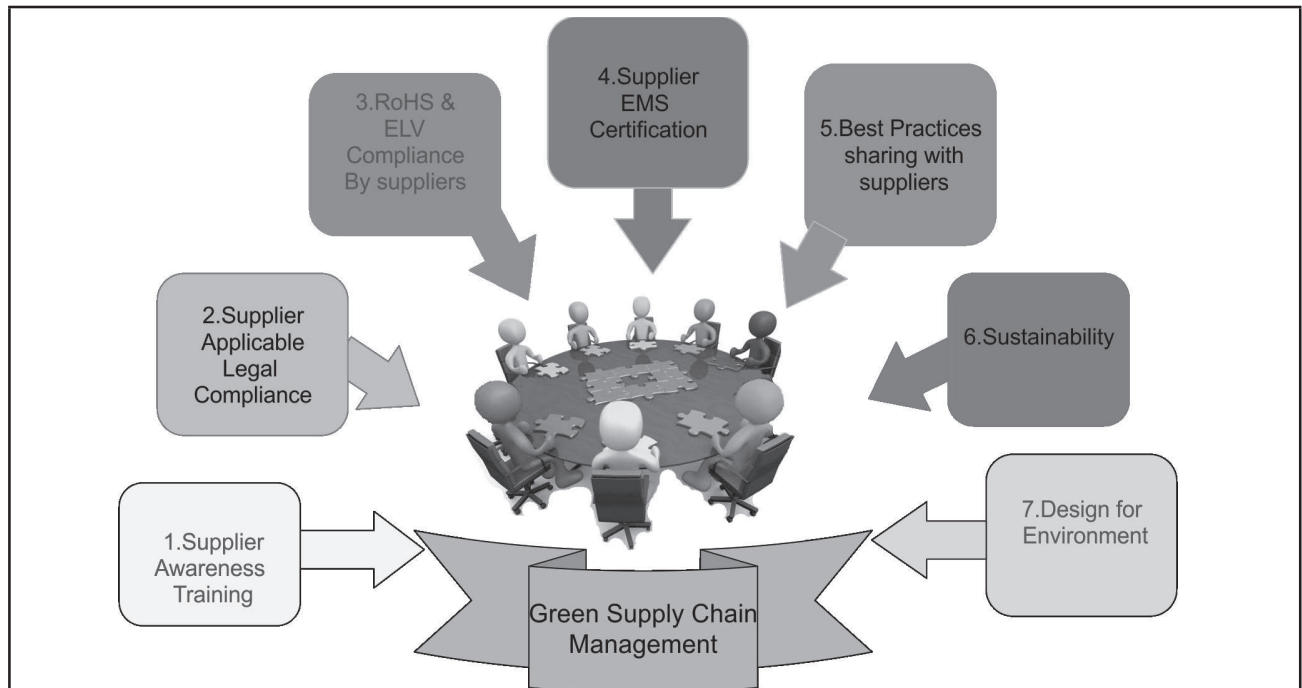 1.Supplier
Awareness
Training
2.Supplier
Applicable
Legal
Compliance
3.RoHS &
ELV
Compliance
By suppliers
4.Supplier
EMS
Certification
5.Best Practices
sharing with
suppliers
6.Sustainability
7.Design for
Environment
Green Supply Chain
Management